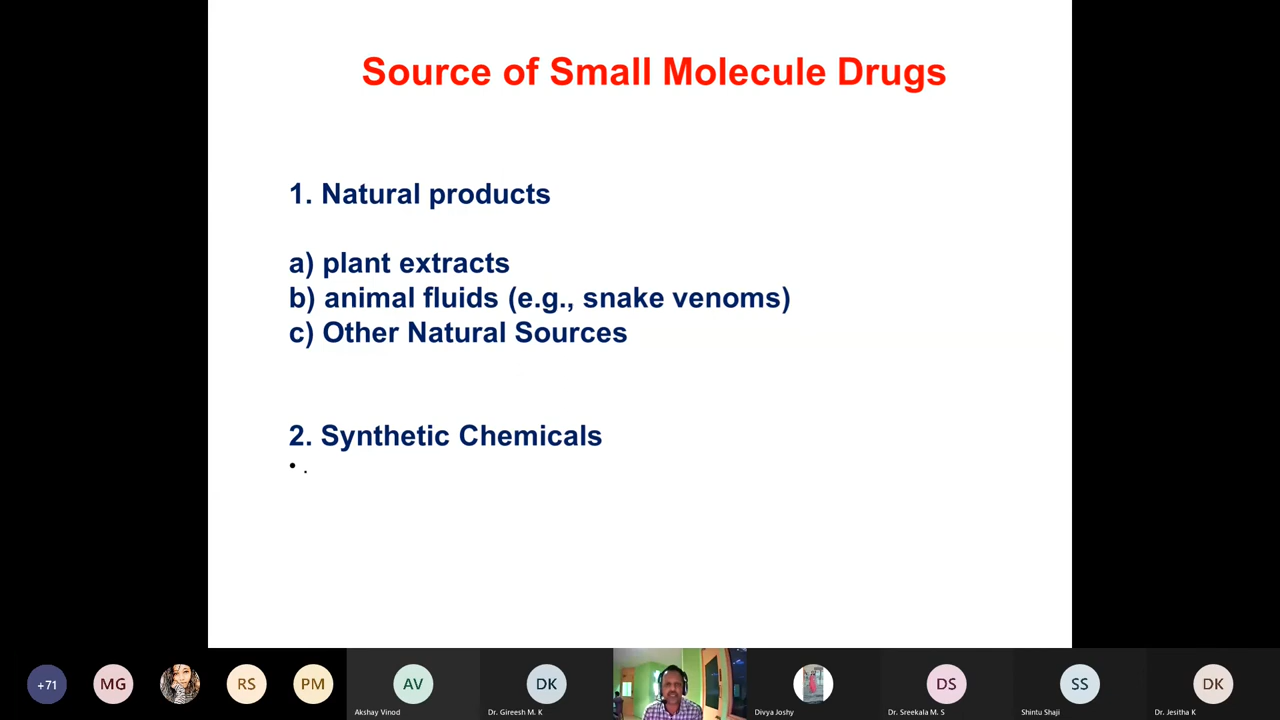 Source of Small Molecule Drugs
1. Natural products
a) plant extracts
b) animal fluids (e.g., snake venoms)
c) Other Natural Sources
2. Synthetic Chemicals
• .
+71
MG
RS
PM
AV
Akshay Vinod
DK
Dr. Gireesh M. K
Divya Joshy
DS
Dr. Sreekala M. S
SS
Shintu Shaji
DK
Dr. Jesitha K